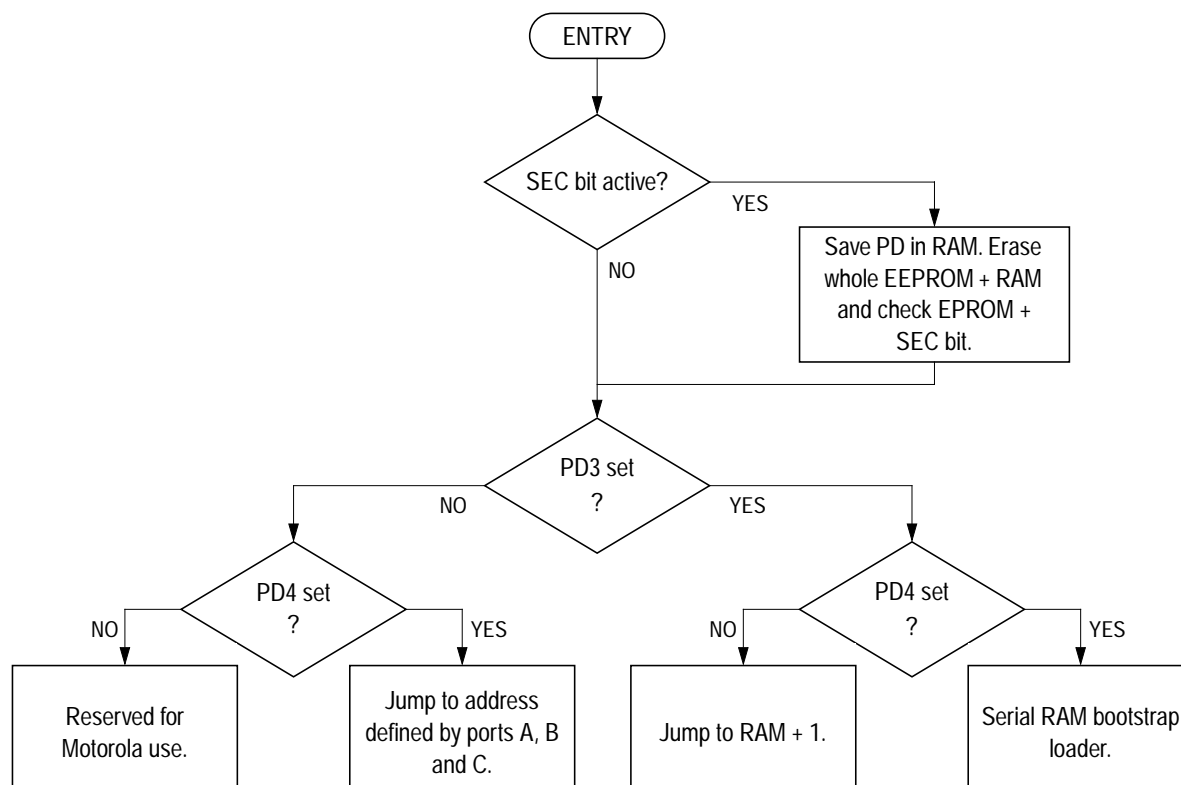 ENTRY
SEC bit active?
YES
NO
Save PD in RAM. Erase
whole EEPROM + RAM
and check EPROM +
SEC bit.
PD3 set
?
NO
YES
PD4 set
?
NO
YES
PD4 set
?
NO
YES
Reserved for
Motorola use.
Jump to address
defined by ports A, B
and C.
Jump to RAM + 1.
Serial RAM bootstrap
loader.